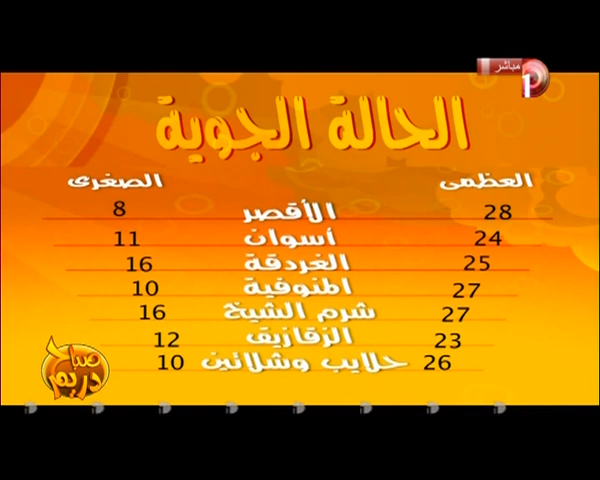 مباشر
1
الحالة الجوية
العظمى الصغرى
28 الأقصر 8
24 أسوان 11
25 الغردقة 16
27 المنوفية 10
27 شرم الشيخ 16
23 الزقازيق 12
26 حلايب وشلاتين 10
صباح
دريم